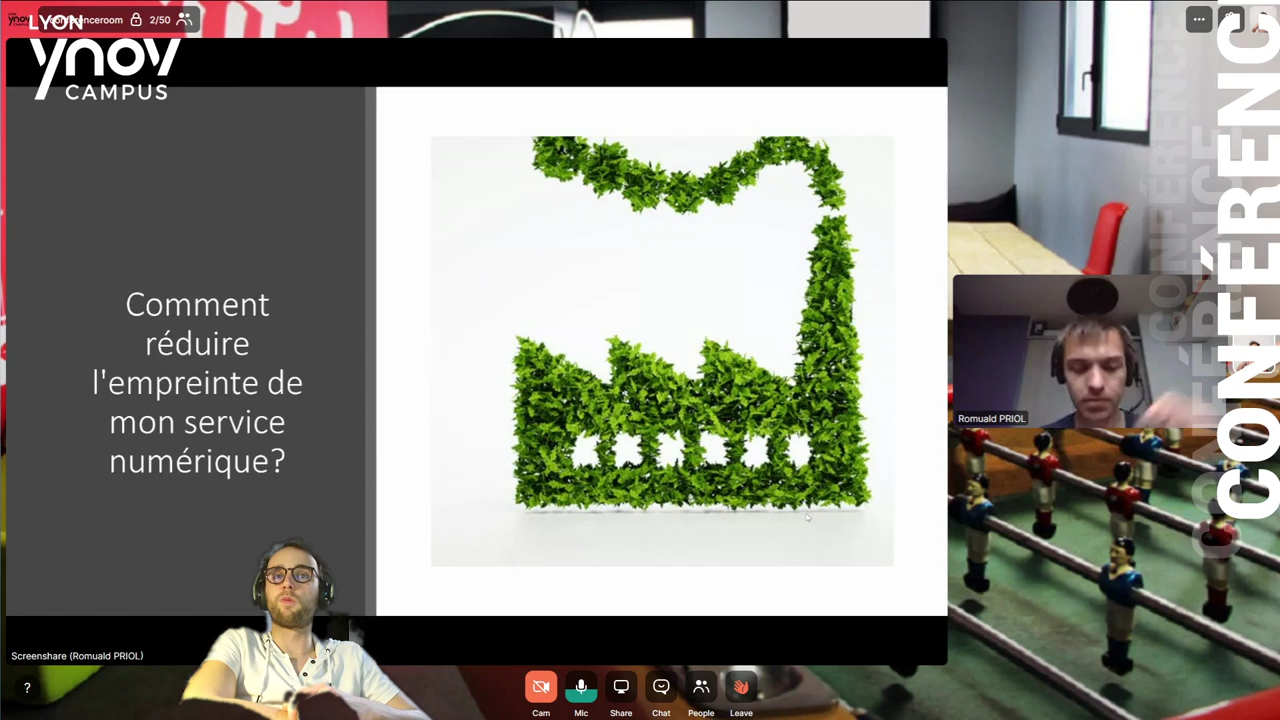 LYON
ynov
CAMPUS
conferenceroom
2/50
Comment
réduire
l'empreinte de
mon service
numérique?
Screenshare (Romuald PRIOL)
Romuald PRIOL
CONFÉRENC
CONFÉRENCE
?
Cam
Mic
Share
Chat
People
Leave